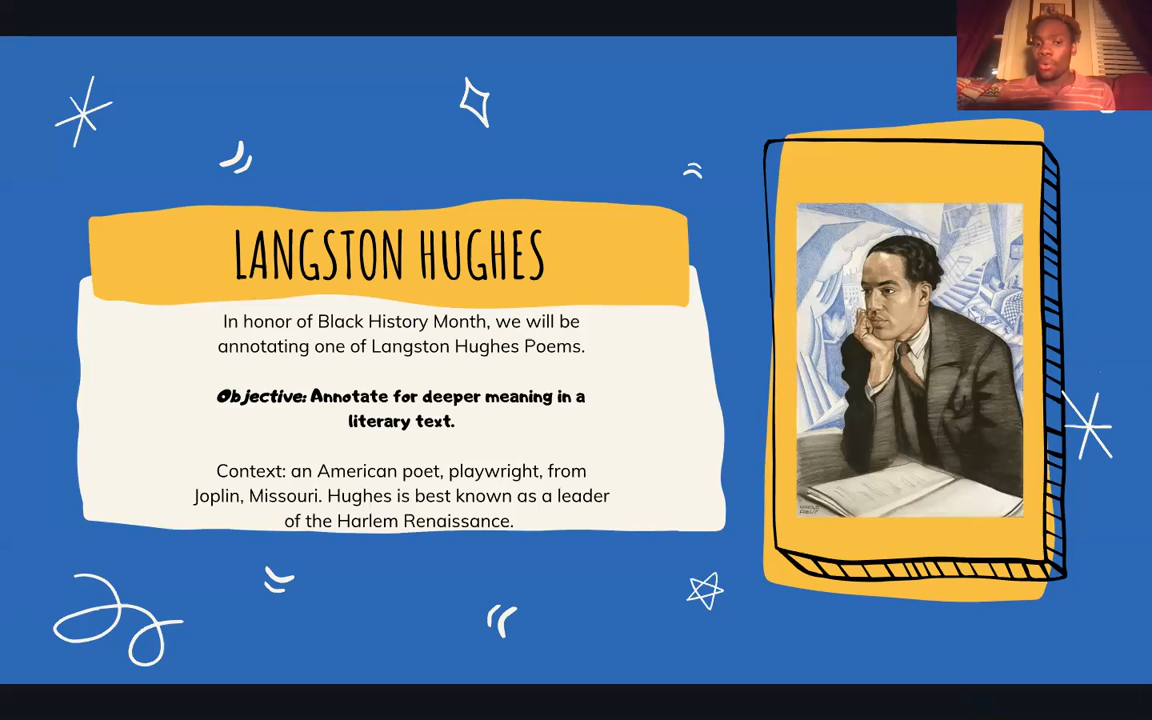 LANGSTON HUGHES
In honor of Black History Month, we will be
annotating one of Langston Hughes Poems.
Objective: Annotate for deeper meaning in a
literary text.
Context: an American poet, playwright, from
Joplin, Missouri. Hughes is best known as a leader
of the Harlem Renaissance.